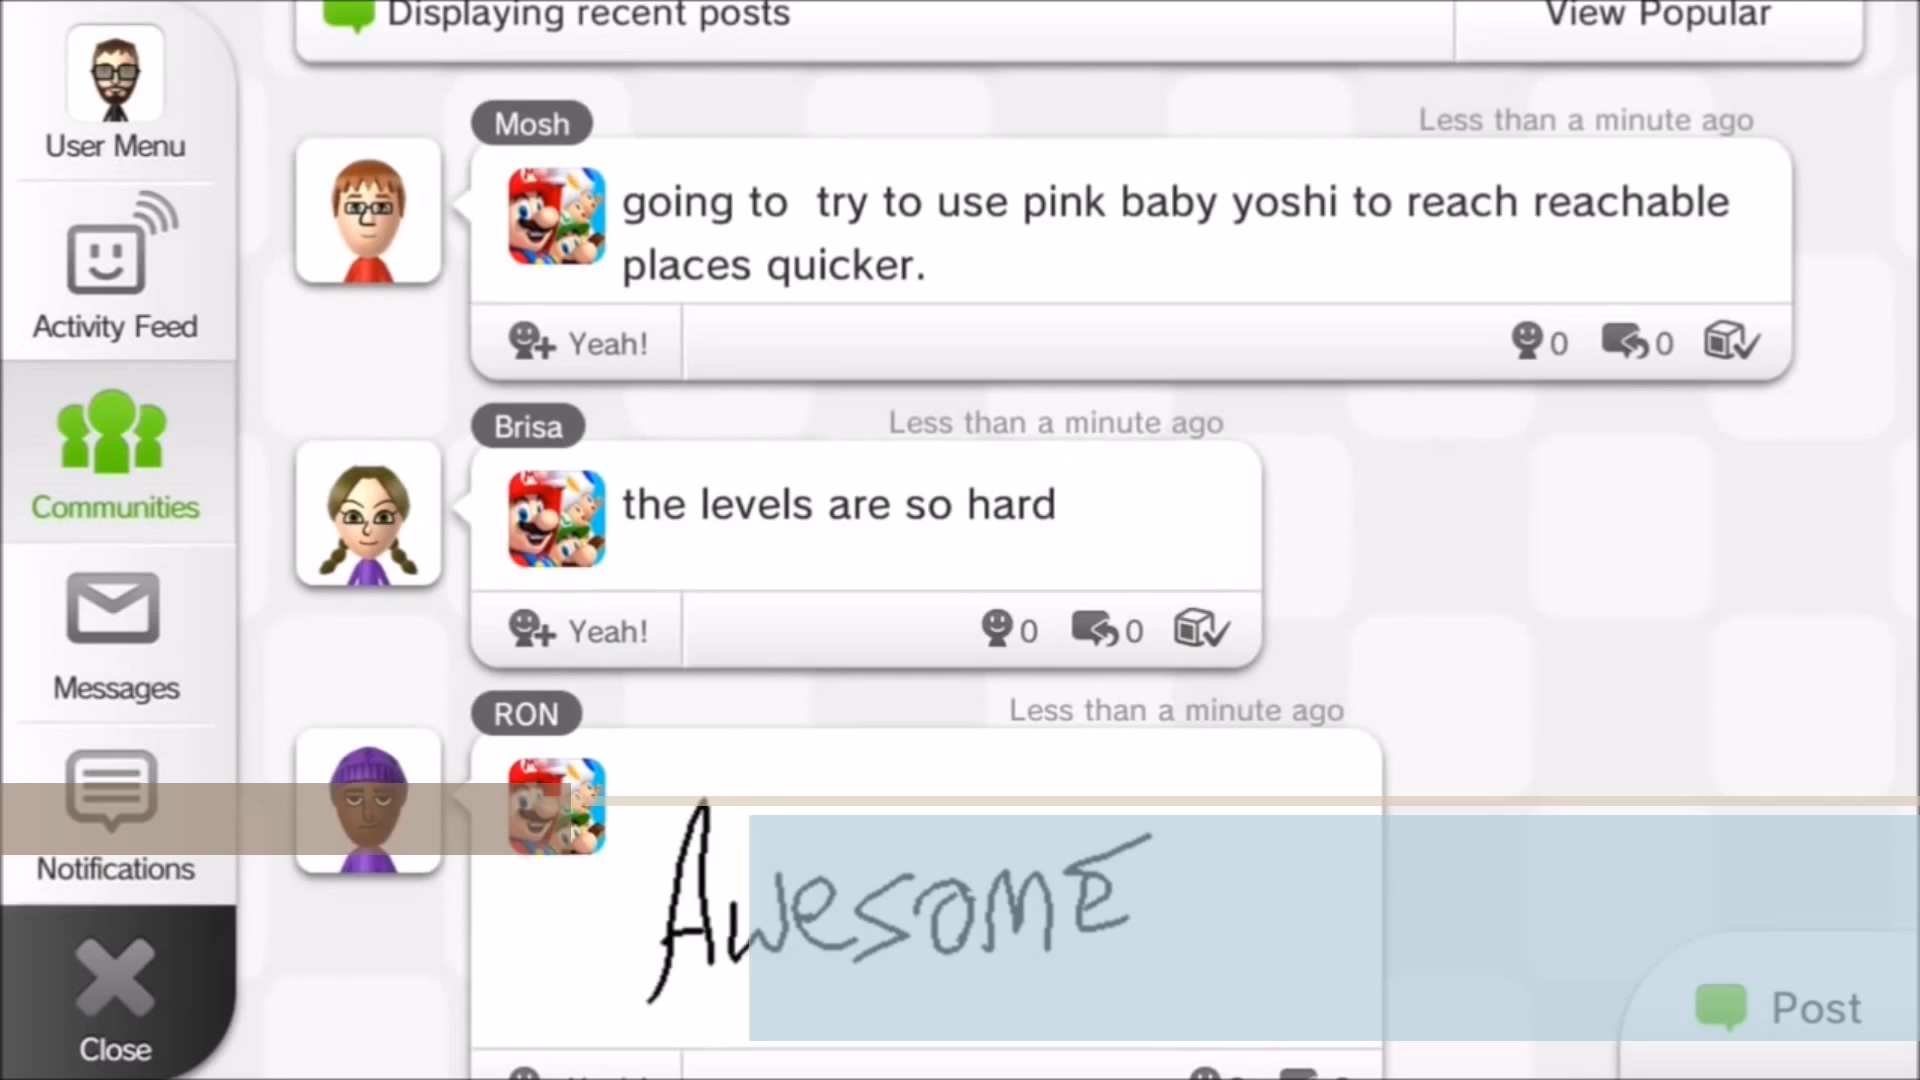 Displaying recent posts
View Popular
User Menu
Mosh
Less than a minute ago
going to  try to use pink baby yoshi to reach reachable
places quicker.
Yeah!
0
0
Activity Feed
Communities
Brisa
Less than a minute ago
the levels are so hard
Yeah!
0
0
Messages
RON
Less than a minute ago
AwesomE
Notifications
Close
Post